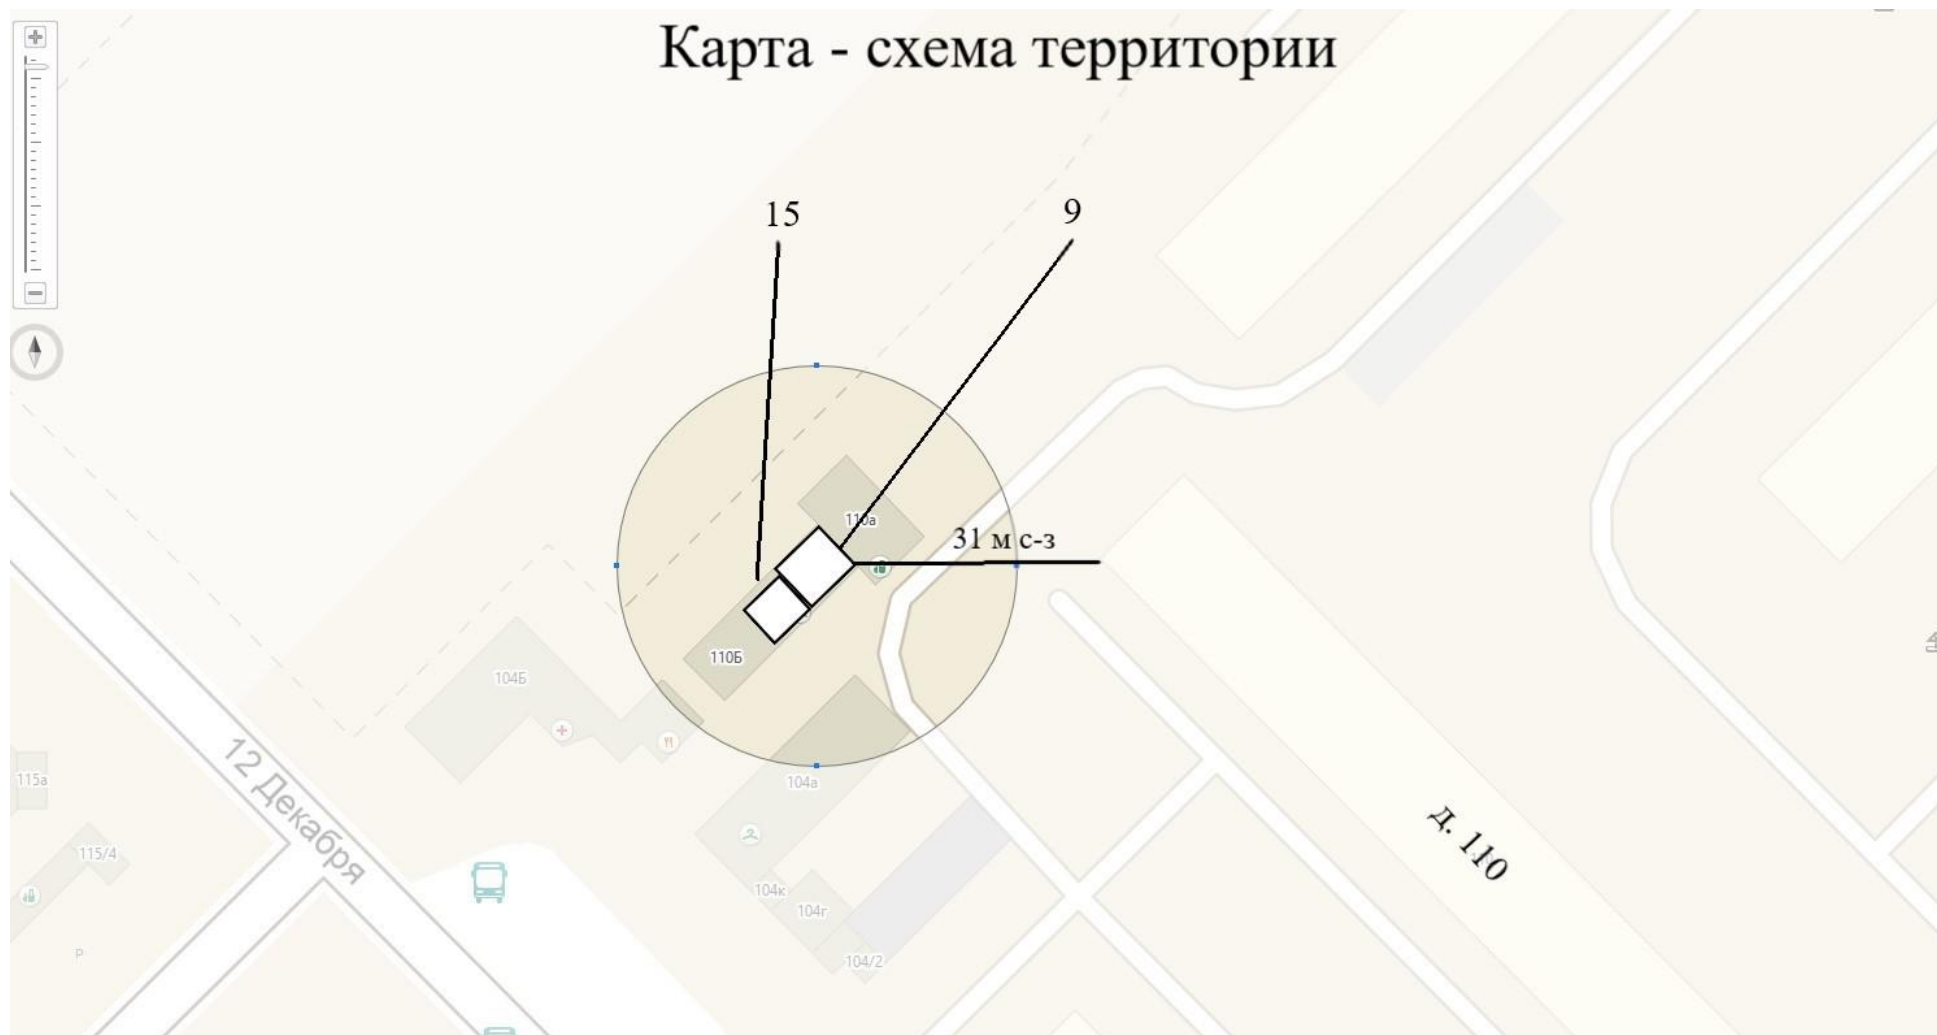 Карта - схема территории
15
9
110а
31 м с-з
110Б
104Б
104а
12 Декабря
115а
115/4
д. 110
104к
104г
P
104/2